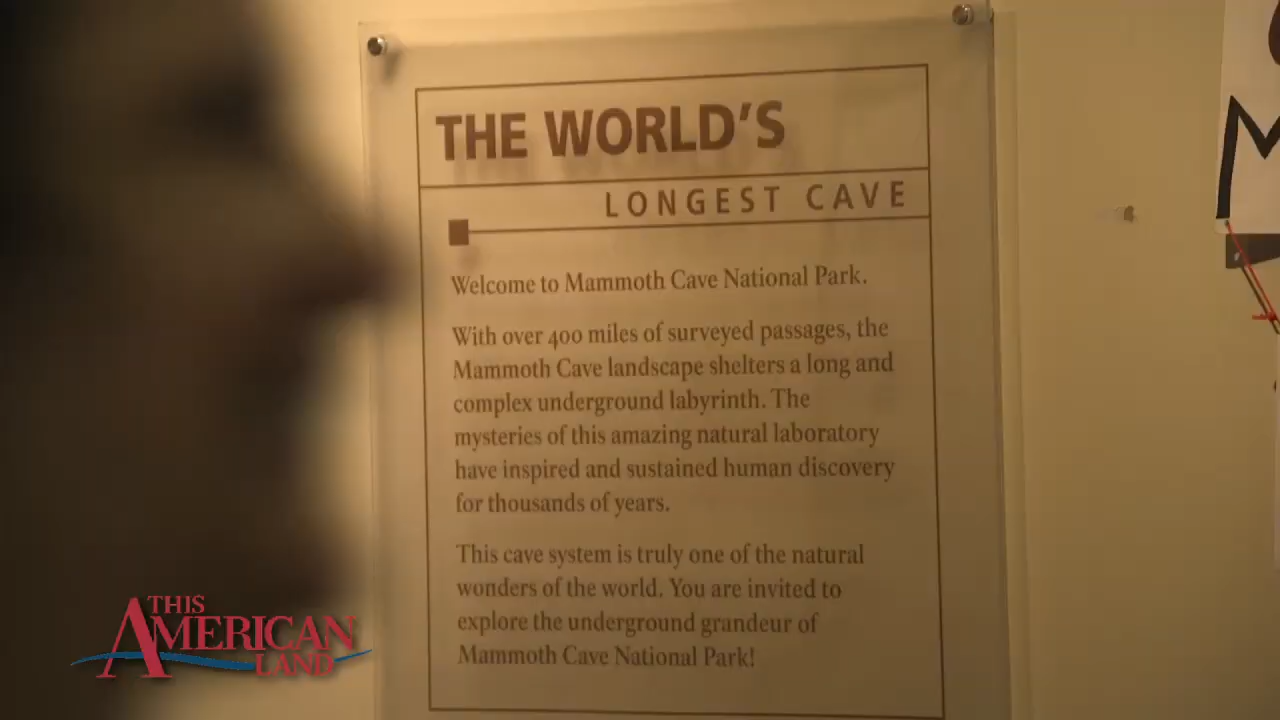 THE WORLD'S
LONGEST CAVE
Welcome to Mammoth Cave National Park.
With over 400 miles of surveyed passages, the
Mammoth Cave landscape shelters a long and
complex underground labyrinth. The
mysteries of this amazing natural laboratory
have inspired and sustained human discovery
for thousands of years.
This cave system is truly one of the natural
wonders of the world. You are invited to
explore the underground grandeur of
Mammoth Cave National Park!
THIS
AMERICAN
LAND